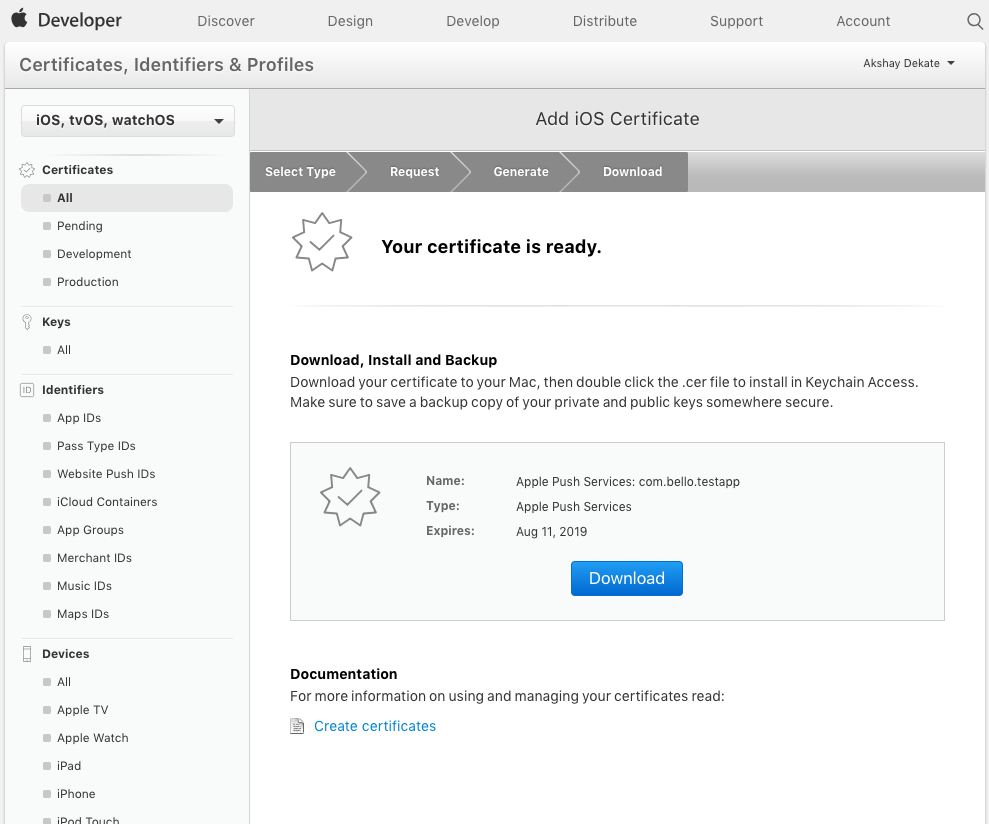 Developer
Discover
Design
Develop
Distribute
Support
Account
Certificates, Identifiers & Profiles
Akshay Dekate
iOS, tvOS, watchOS
Certificates
All
Pending
Development
Production
Keys
All
ID Identifiers
App IDs
Pass Type IDs
Website Push IDs
iCloud Containers
App Groups
Merchant IDs
Music IDs
Maps IDs
Devices
All
Apple TV
Apple Watch
iPad
iPhone
iPod Touch
Add iOS Certificate
Select Type
Request
Generate
Download
Your certificate is ready.
Download, Install and Backup
Download your certificate to your Mac, then double click the .cer file to install in Keychain Access.
Make sure to save a backup copy of your private and public keys somewhere secure.
Name: Apple Push Services: com.bello.testapp
Type: Apple Push Services
Expires: Aug 11, 2019
Download
Documentation
For more information on using and managing your certificates read:
Create certificates